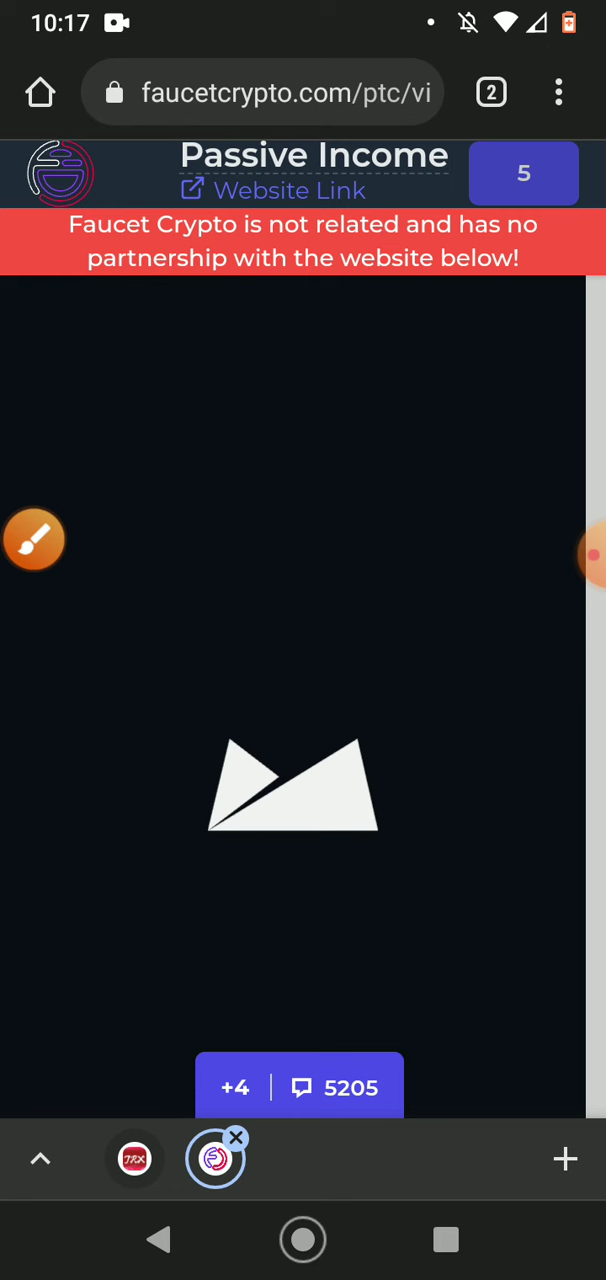 10:17
2
faucetcrypto.com/ptc/vi
Passive Income
5
Website Link
Faucet Crypto is not related and has no
partnership with the website below!
+4 | 5205
TRX